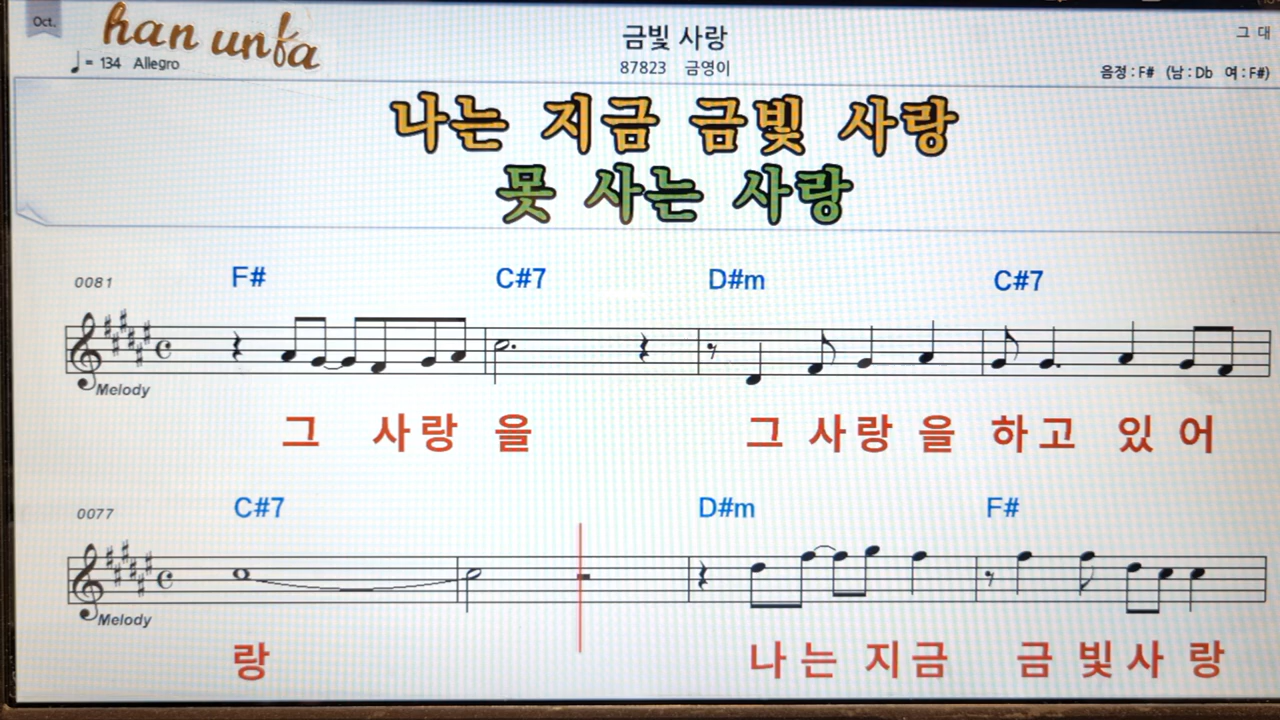 Oct.
han unfa
금빛 사랑
그 대
♩= 134 Allegro
87823 금영이
음정 : F# (남 : Db 여 : F#)
나는 지금 금빛 사랑
못 사는 사랑
0081 F# C#7 D#m C#7
Melody
그 사랑 을 그 사랑 을 하고 있 어
0077 C#7 D#m F#
Melody
랑 나 는 지금 금 빛 사 랑